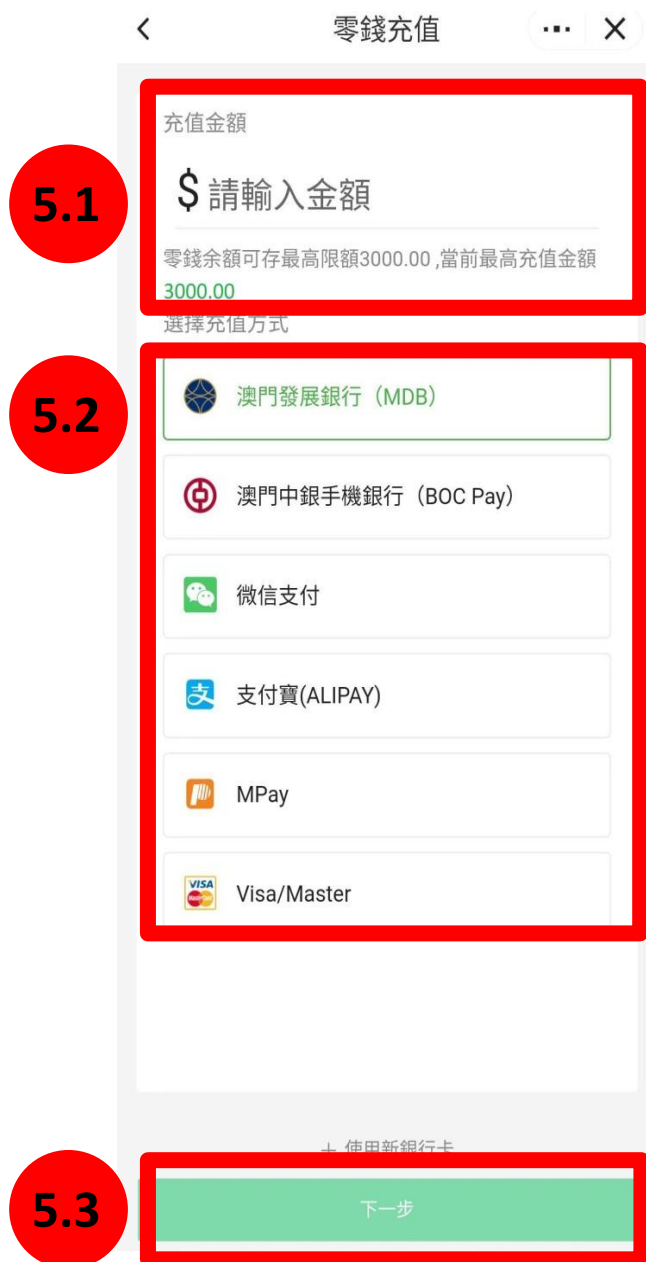 零錢充值
充值金額
5.1
$ 請輸入金額
零錢余額可存最高限額3000.00 ,當前最高充值金額
3000.00
選擇充值方式
5.2
澳門發展銀行（MDB）
澳門中銀手機銀行（BOC Pay）
微信支付
支付寶(ALIPAY)
MPay
VISA
Visa/Master
＋ 使用新銀行卡
5.3
下一步